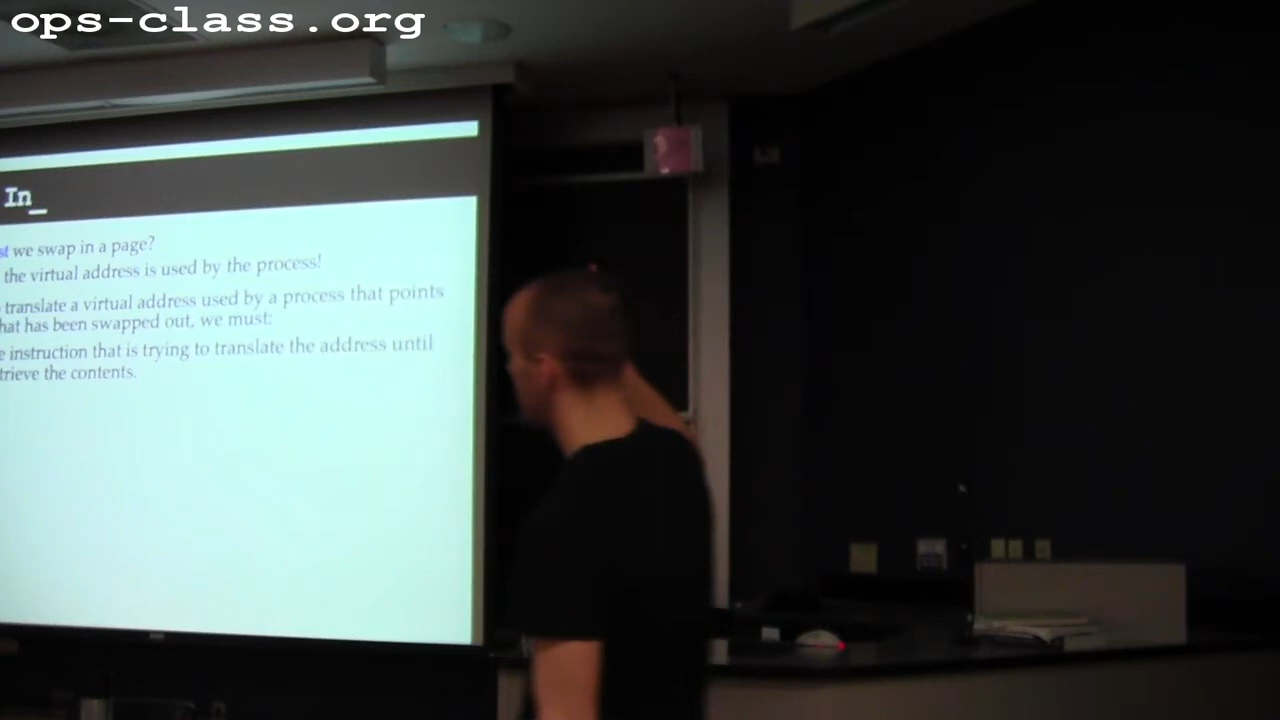 ops-class.org
In_
st we swap in a page?
the virtual address is used by the process!
translate a virtual address used by a process that points
hat has been swapped out, we must:
e instruction that is trying to translate the address until
trieve the contents.